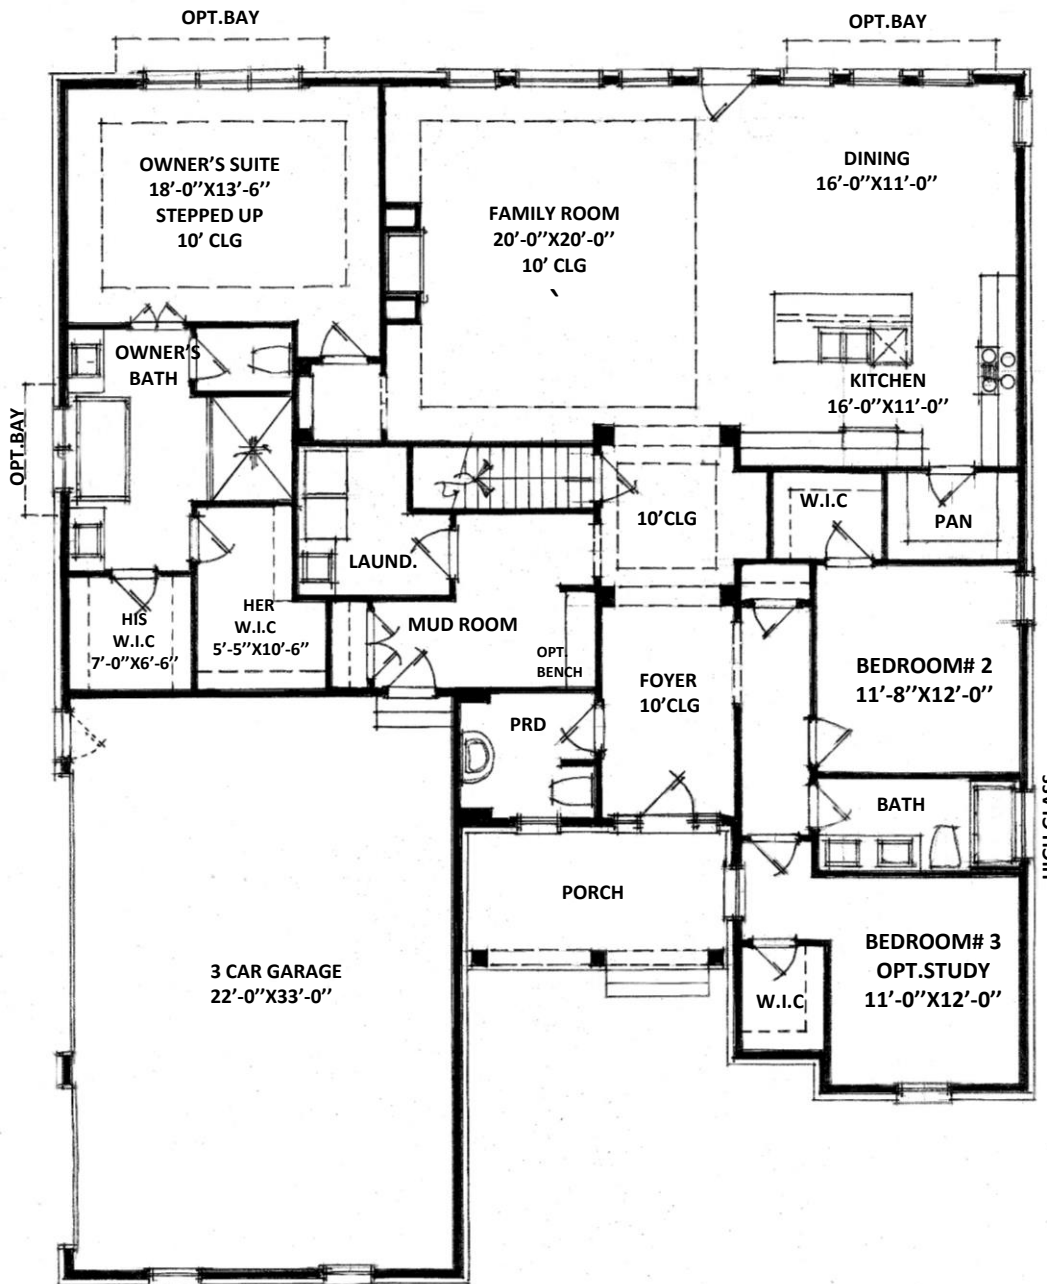 OPT.BAY
OPT.BAY
OWNER'S SUITE
18'-0"X13'-6"
STEPPED UP
10' CLG
FAMILY ROOM
20'-0"X20'-0"
10' CLG
DINING
16'-0"X11'-0"
OWNER'S
BATH
KITCHEN
16'-0"X11'-0"
OPT.BAY
10'CLG
W.I.C
PAN
LAUND.
HIS
W.I.C
7'-0"X6'-6"
HER
W.I.C
5'-5"X10'-6"
MUD ROOM
OPT.
BENCH
FOYER
10'CLG
BEDROOM# 2
11'-8"X12'-0"
PRD
BATH
HIGH GLASS
PORCH
3 CAR GARAGE
22'-0"X33'-0"
W.I.C
BEDROOM# 3
OPT.STUDY
11'-0"X12'-0"